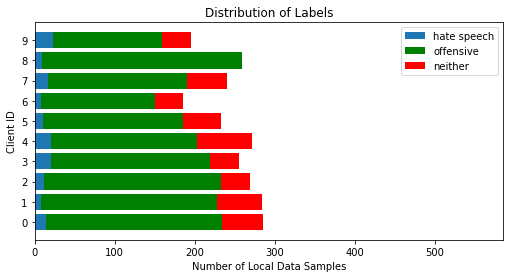 Distribution of Labels
hate speech
offensive
neither
Client ID
9
8
7
6
5
4
3
2
1
0
0 100 200 300 400 500
Number of Local Data Samples